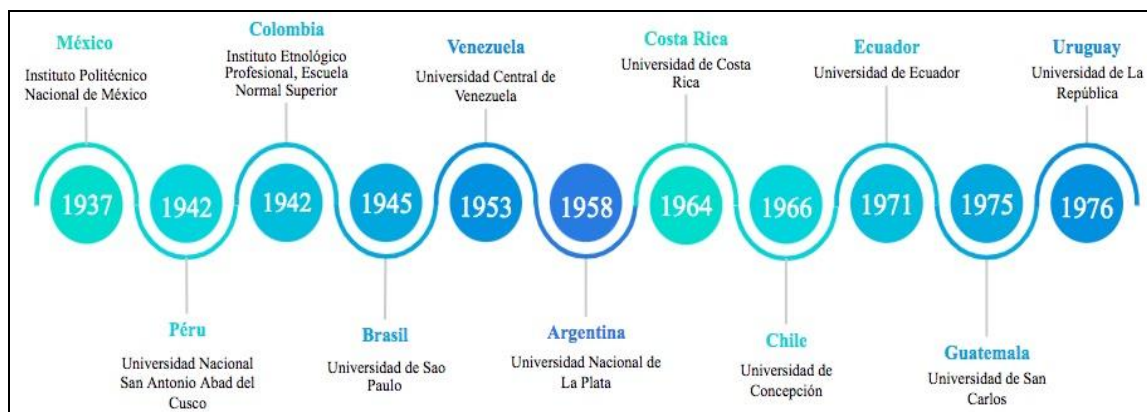 México
Instituto Politécnico
Nacional de México
Colombia
Instituto Etnológico
Profesional, Escuela
Normal Superior
Venezuela
Universidad Central de
Venezuela
Costa Rica
Universidad de Costa
Rica
Ecuador
Universidad de Ecuador
Uruguay
Universidad de La
República
1937
1942
1942
1945
1953
1958
1964
1966
1971
1975
1976
Péru
Universidad Nacional
San Antonio Abad del
Cusco
Brasil
Universidad de Sao
Paulo
Argentina
Universidad Nacional de
La Plata
Chile
Universidad de
Concepción
Guatemala
Universidad de San
Carlos